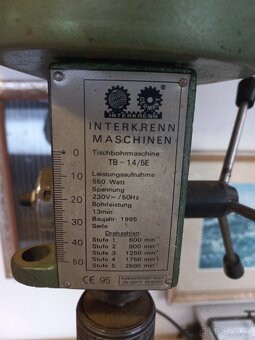 INTERKRENN
INTERKRENN
MASCHINEN
Tischbohrmaschine
TB-14/5E
Leistungsaufnahme
550 Watt
Spannung
230V~/50Hz
Bohrleistung
13mm
Baujahr: 1995
Serie
Drehzahlen
Stufe 1 600 min⁻¹
Stufe 2 900 min⁻¹
Stufe 3 1250 min⁻¹
Stufe 4 1750 min⁻¹
Stufe 5 2500 min⁻¹
CE 95
0
10
20
30
40
50